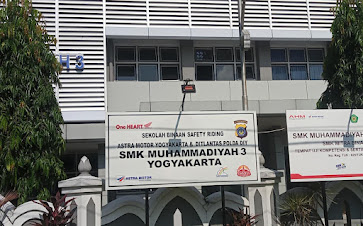 H 3
One HEART
SEKOLAH BINAAN SAFETY RIDING
ASTRA MOTOR YOGYAKARTA & DITLANTAS POLDA DIY
SMK MUHAMMADIYAH 3
YOGYAKARTA
ASTRA MOTOR
AHM
SMK MUHAMMADIYAH